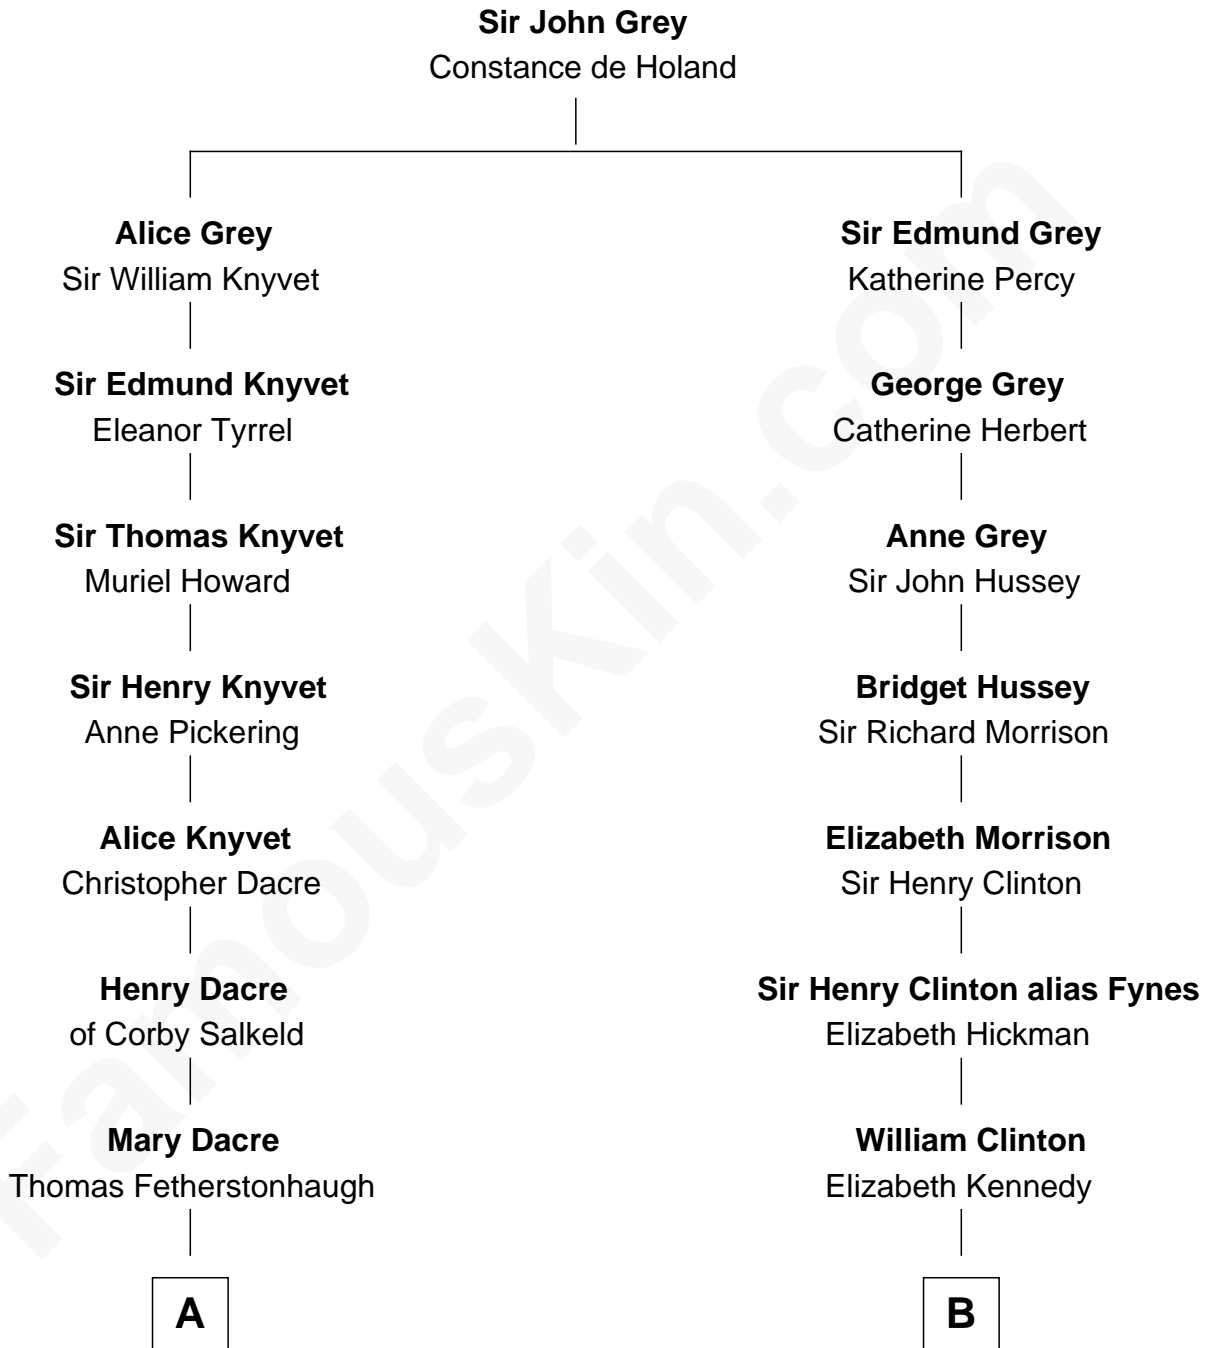 Sir John Grey
Constance de Holand
Alice Grey
Sir William Knyvet
Sir Edmund Grey
Katherine Percy
Sir Edmund Knyvet
Eleanor Tyrrel
George Grey
Catherine Herbert
Sir Thomas Knyvet
Muriel Howard
Anne Grey
Sir John Hussey
Sir Henry Knyvet
Anne Pickering
Bridget Hussey
Sir Richard Morrison
Alice Knyvet
Christopher Dacre
Elizabeth Morrison
Sir Henry Clinton
Henry Dacre
of Corby Salkeld
Sir Henry Clinton alias Fynes
Elizabeth Hickman
Mary Dacre
Thomas Fetherstonhaugh
William Clinton
Elizabeth Kennedy
A
B
FamousKin.com